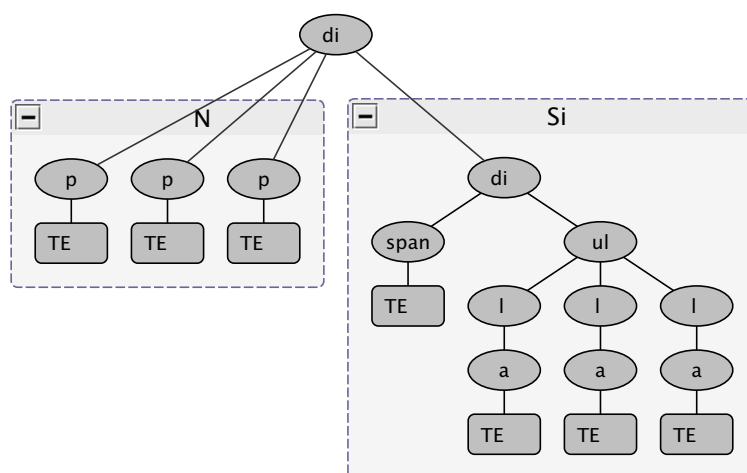 di
N
Si
p p p
di
TE TE TE
span
ul
TE
l l l
a a a
TE TE TE